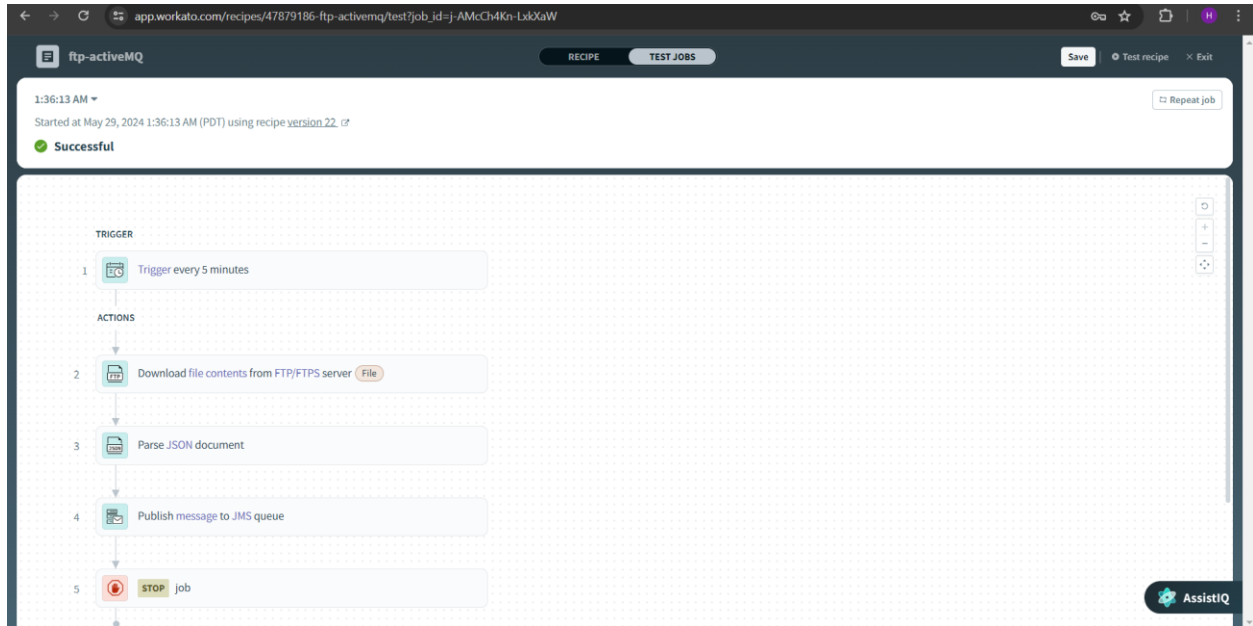 app.workato.com/recipes/47879186-ftp-activemq/test?job_id=j-AMcCh4Kn-LxkXaW
H
ftp-activeMQ
RECIPE
TEST JOBS
Save
Test recipe
Exit
1:36:13 AM
Repeat job
Started at May 29, 2024 1:36:13 AM (PDT) using recipe version 22
Successful
TRIGGER
1 Trigger every 5 minutes
ACTIONS
2 FTP Download file contents from FTP/FTPS server File
3 JSON Parse JSON document
4 Publish message to JMS queue
5 STOP job
AssistIQ